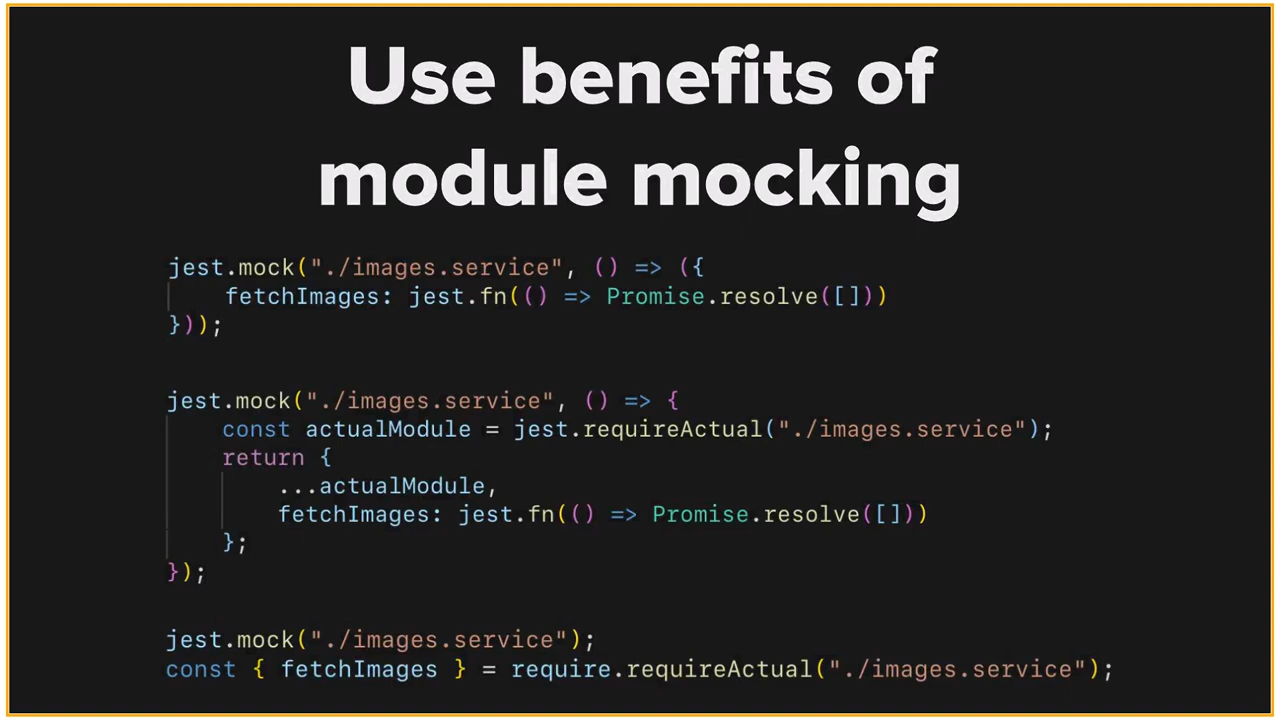 Use benefits of
module mocking
jest.mock("./images.service", () => ({
fetchImages: jest.fn(() => Promise.resolve([]))
}));
jest.mock("./images.service", () => {
const actualModule = jest.requireActual("./images.service");
return {
...actualModule,
fetchImages: jest.fn(() => Promise.resolve([]))
};
});
jest.mock("./images.service");
const { fetchImages } = require.requireActual("./images.service");